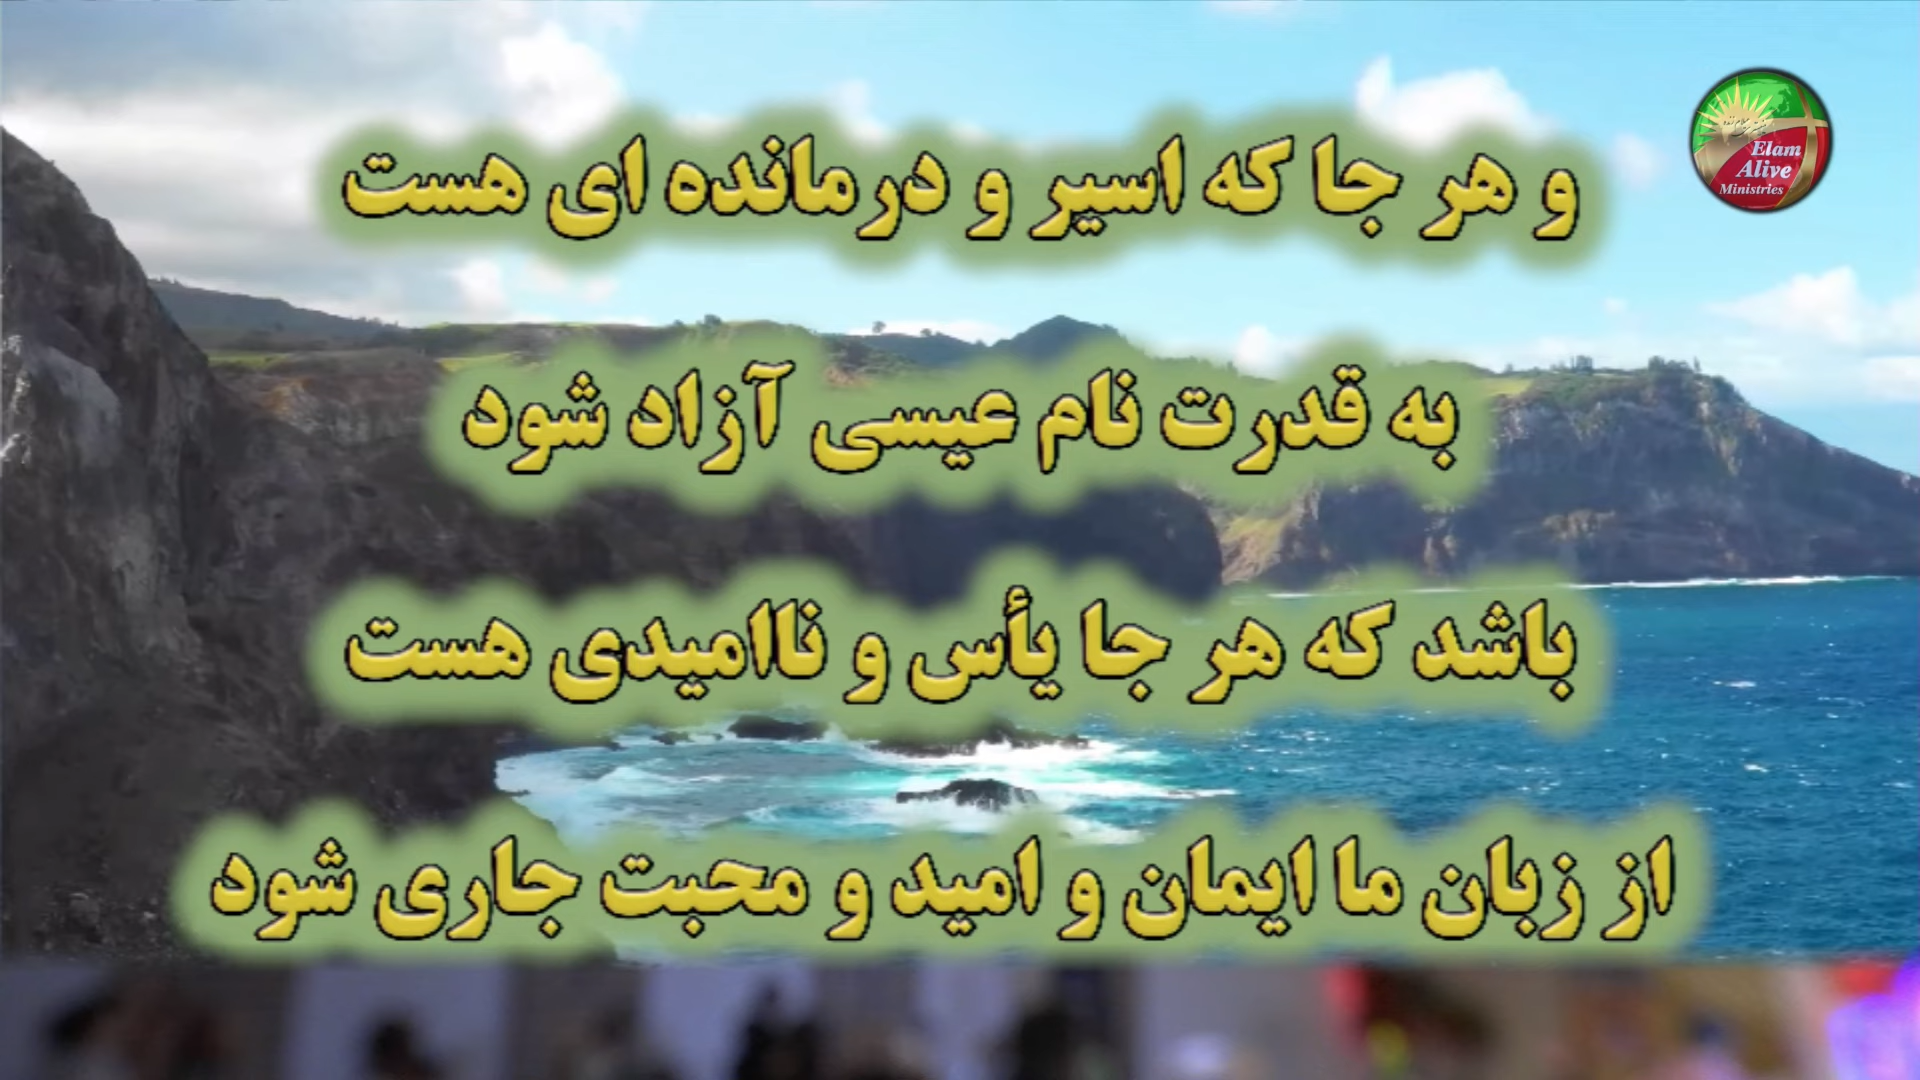 و هر جا که اسیر و درمانده ای هست
به قدرت نام عیسی آزاد شود
باشد که هر جا یأس و ناامیدی هست
از زبان ما ایمان و امید و محبت جاری شود
Elam
Alive
Ministries